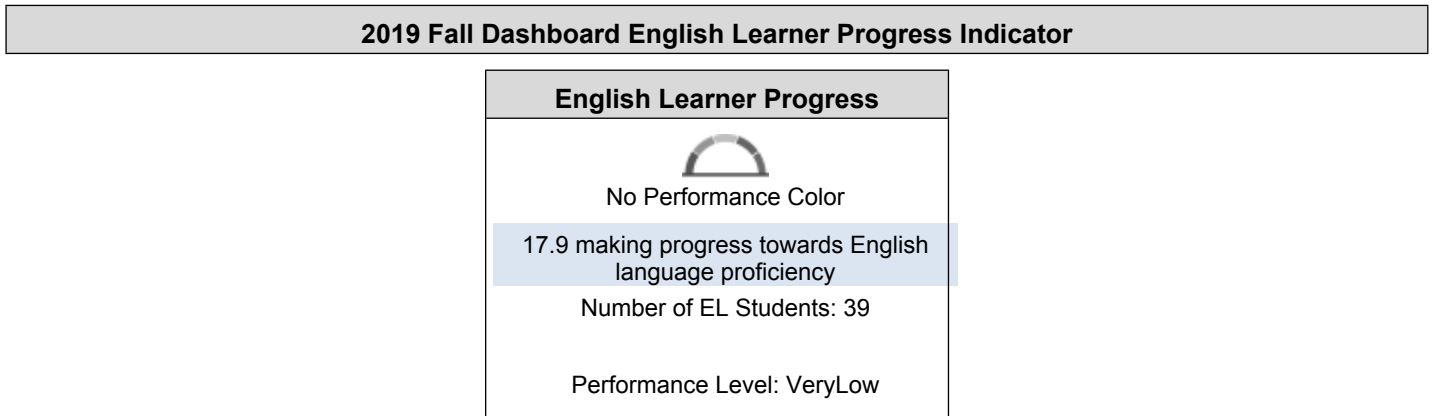 2019 Fall Dashboard English Learner Progress Indicator
English Learner Progress
No Performance Color
17.9 making progress towards English
language proficiency
Number of EL Students: 39
Performance Level: VeryLow